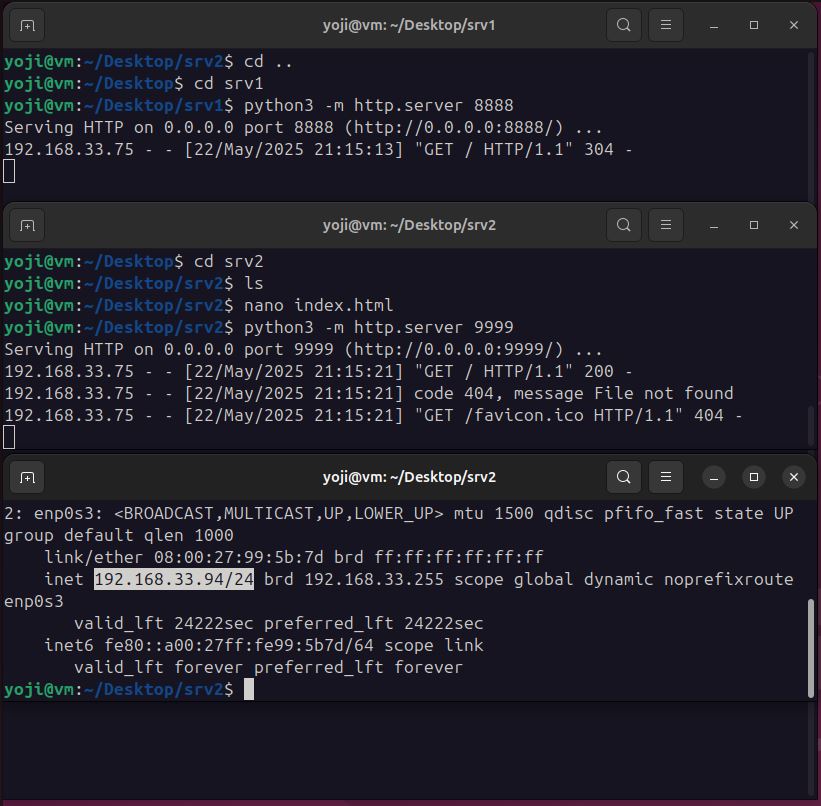 yoji@vm: ~/Desktop/srv1
yoji@vm:~/Desktop/srv2$ cd ..
yoji@vm:~/Desktop$ cd srv1
yoji@vm:~/Desktop/srv1$ python3 -m http.server 8888
Serving HTTP on 0.0.0.0 port 8888 (http://0.0.0.0:8888/) ...
192.168.33.75 - - [22/May/2025 21:15:13] "GET / HTTP/1.1" 304 -
yoji@vm: ~/Desktop/srv2
yoji@vm:~/Desktop$ cd srv2
yoji@vm:~/Desktop/srv2$ ls
yoji@vm:~/Desktop/srv2$ nano index.html
yoji@vm:~/Desktop/srv2$ python3 -m http.server 9999
Serving HTTP on 0.0.0.0 port 9999 (http://0.0.0.0:9999/) ...
192.168.33.75 - - [22/May/2025 21:15:21] "GET / HTTP/1.1" 200 -
192.168.33.75 - - [22/May/2025 21:15:21] code 404, message File not found
192.168.33.75 - - [22/May/2025 21:15:21] "GET /favicon.ico HTTP/1.1" 404 -
yoji@vm: ~/Desktop/srv2
2: enp0s3: <BROADCAST,MULTICAST,UP,LOWER_UP> mtu 1500 qdisc pfifo_fast state UP
group default qlen 1000
    link/ether 08:00:27:99:5b:7d brd ff:ff:ff:ff:ff:ff
    inet 192.168.33.94/24 brd 192.168.33.255 scope global dynamic noprefixroute
enp0s3
       valid_lft 24222sec preferred_lft 24222sec
    inet6 fe80::a00:27ff:fe99:5b7d/64 scope link
       valid_lft forever preferred_lft forever
yoji@vm:~/Desktop/srv2$